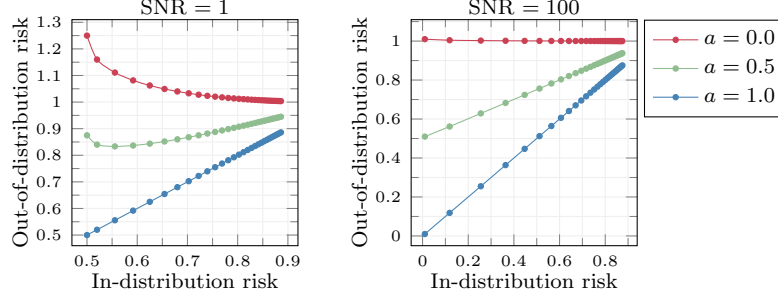 SNR = 1
SNR = 100
Out-of-distribution risk
1.3
1.2
1.1
1
0.9
0.8
0.7
0.6
0.5
0.5 0.6 0.7 0.8 0.9
In-distribution risk
Out-of-distribution risk
1
0.8
0.6
0.4
0.2
0
0 0.2 0.4 0.6 0.8
In-distribution risk
a = 0.0
a = 0.5
a = 1.0